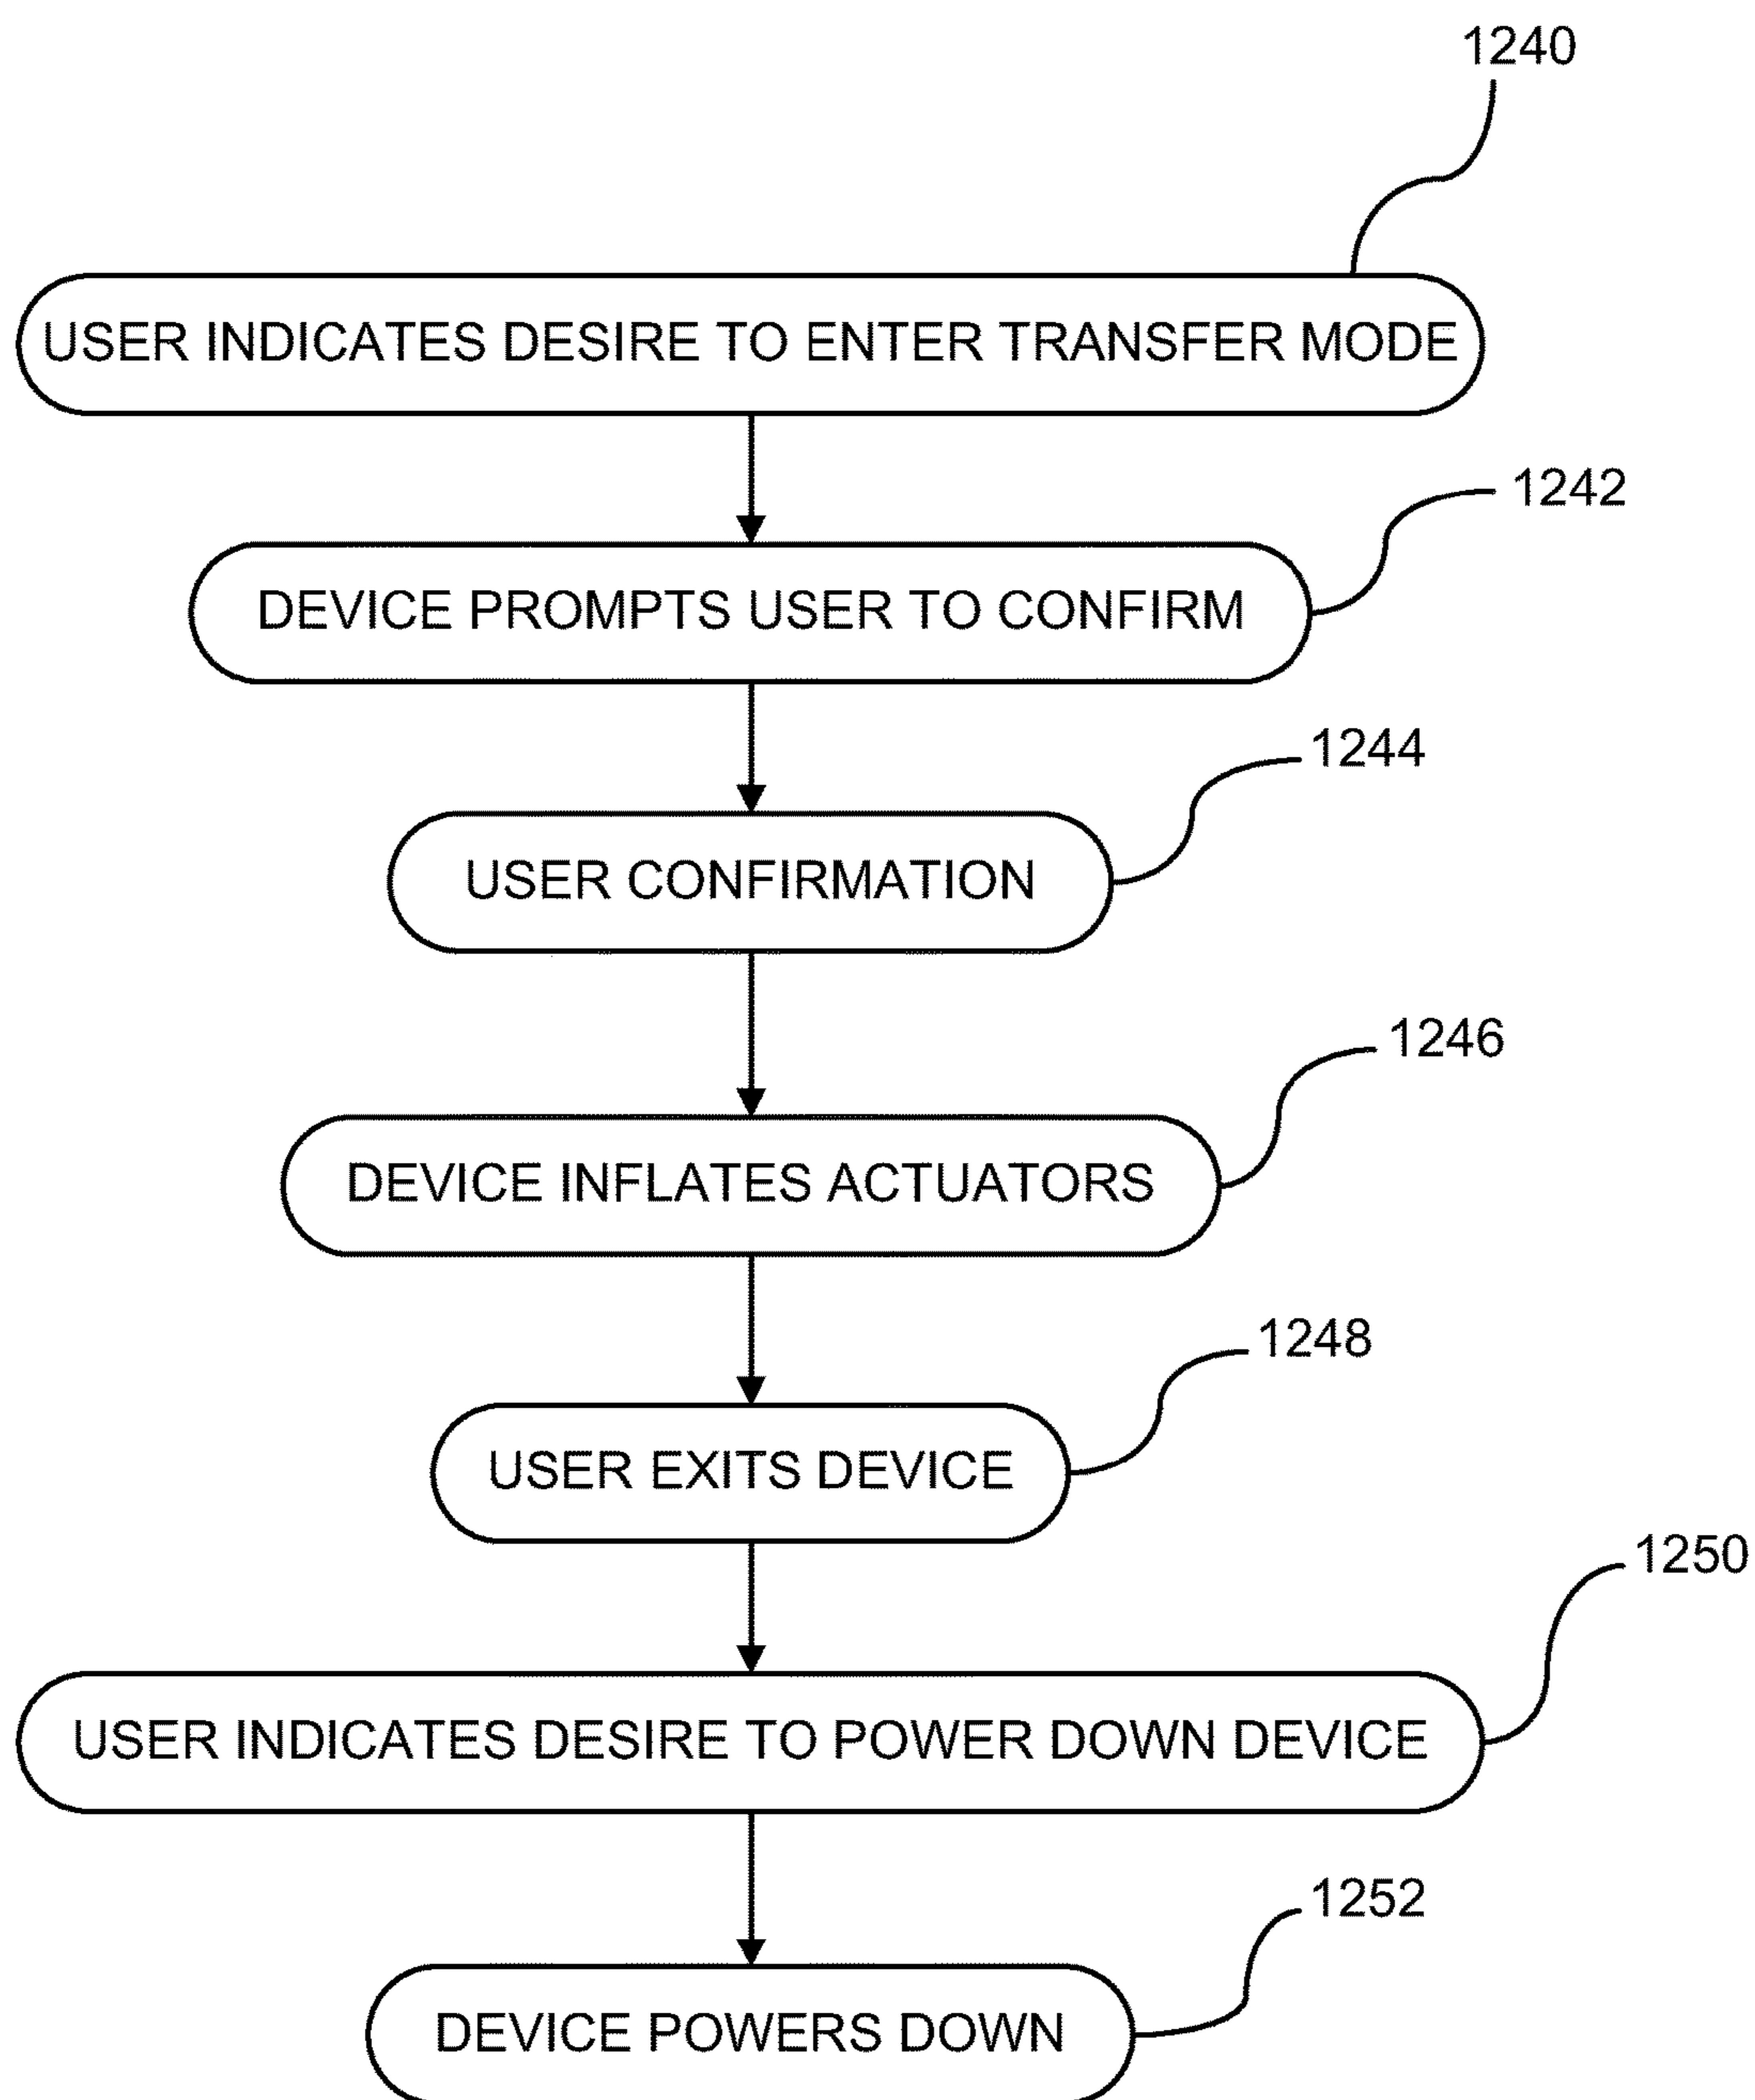 1240
USER INDICATES DESIRE TO ENTER TRANSFER MODE
1242
DEVICE PROMPTS USER TO CONFIRM
1244
USER CONFIRMATION
1246
DEVICE INFLATES ACTUATORS
1248
USER EXITS DEVICE
1250
USER INDICATES DESIRE TO POWER DOWN DEVICE
1252
DEVICE POWERS DOWN